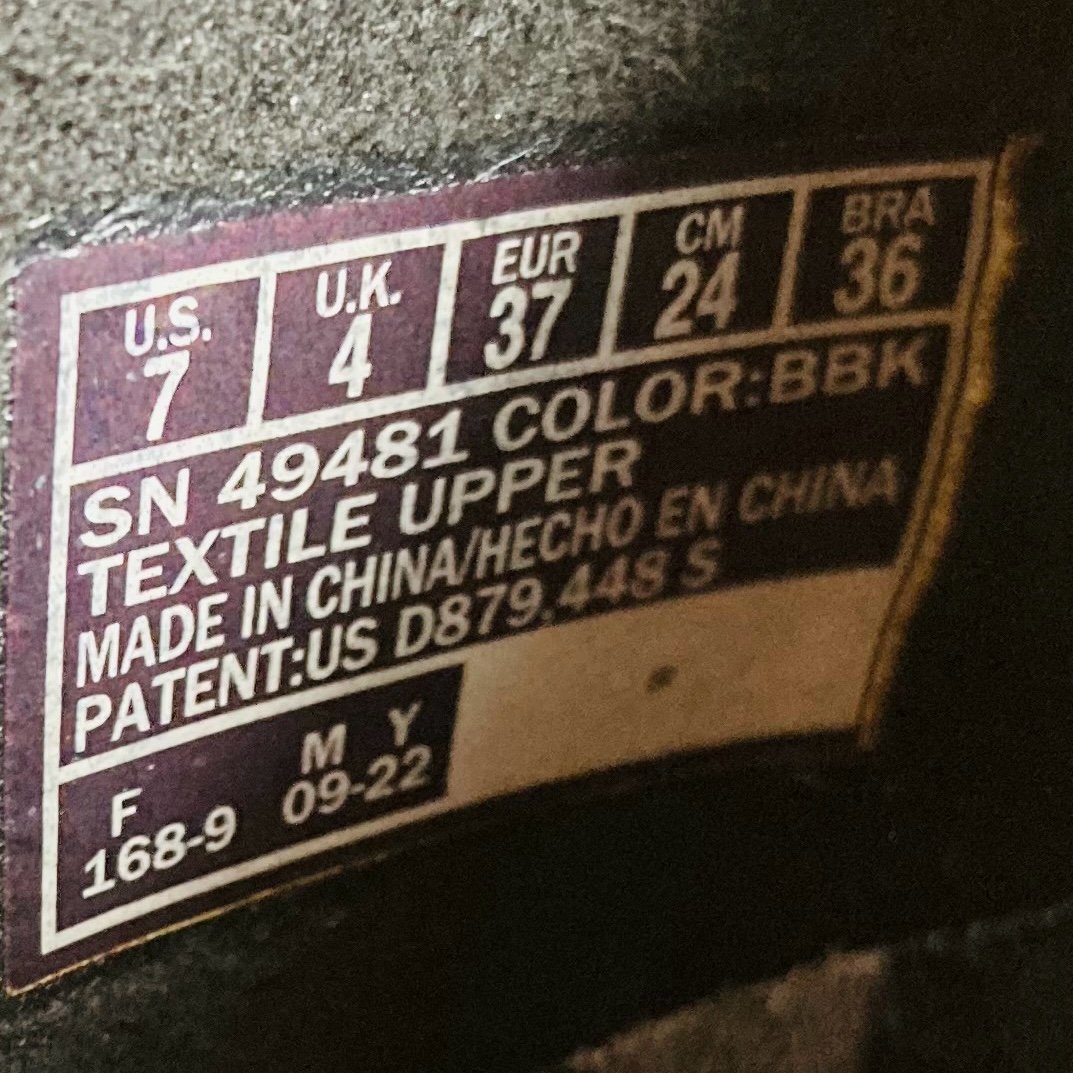 U.S. U.K. EUR CM BRA
7 4 37 24 36
SN 49481 COLOR:BBK
TEXTILE UPPER
MADE IN CHINA/HECHO EN CHINA
PATENT:US D879,448 S
F M Y
168-9 09-22